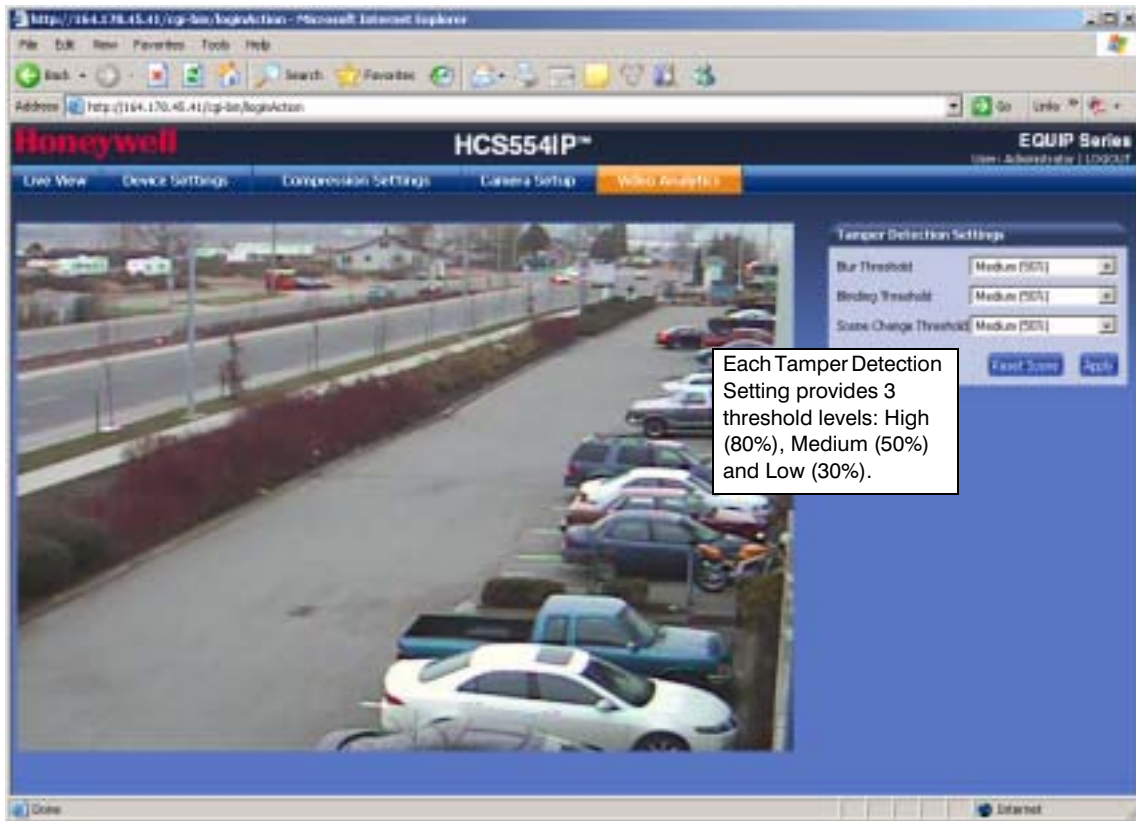 http://164.178.45.41/cgi-bin/loginAction - Microsoft Internet Explorer
File Edit View Favorites Tools Help
Back Search Favorites
Address http://164.178.45.41/cgi-bin/loginAction Go Links
Honeywell HCS554IP™ EQUIP Series
User: Administrator | LOGOUT
Live View Device Settings Compression Settings Camera Setup Video Analytics
Tamper Detection Settings
Blur Threshold Medium (50%)
Blinding Threshold Medium (50%)
Scene Change Threshold Medium (50%)
Reset Scene Apply
Each Tamper Detection
Setting provides 3
threshold levels: High
(80%), Medium (50%)
and Low (30%).
Done Internet